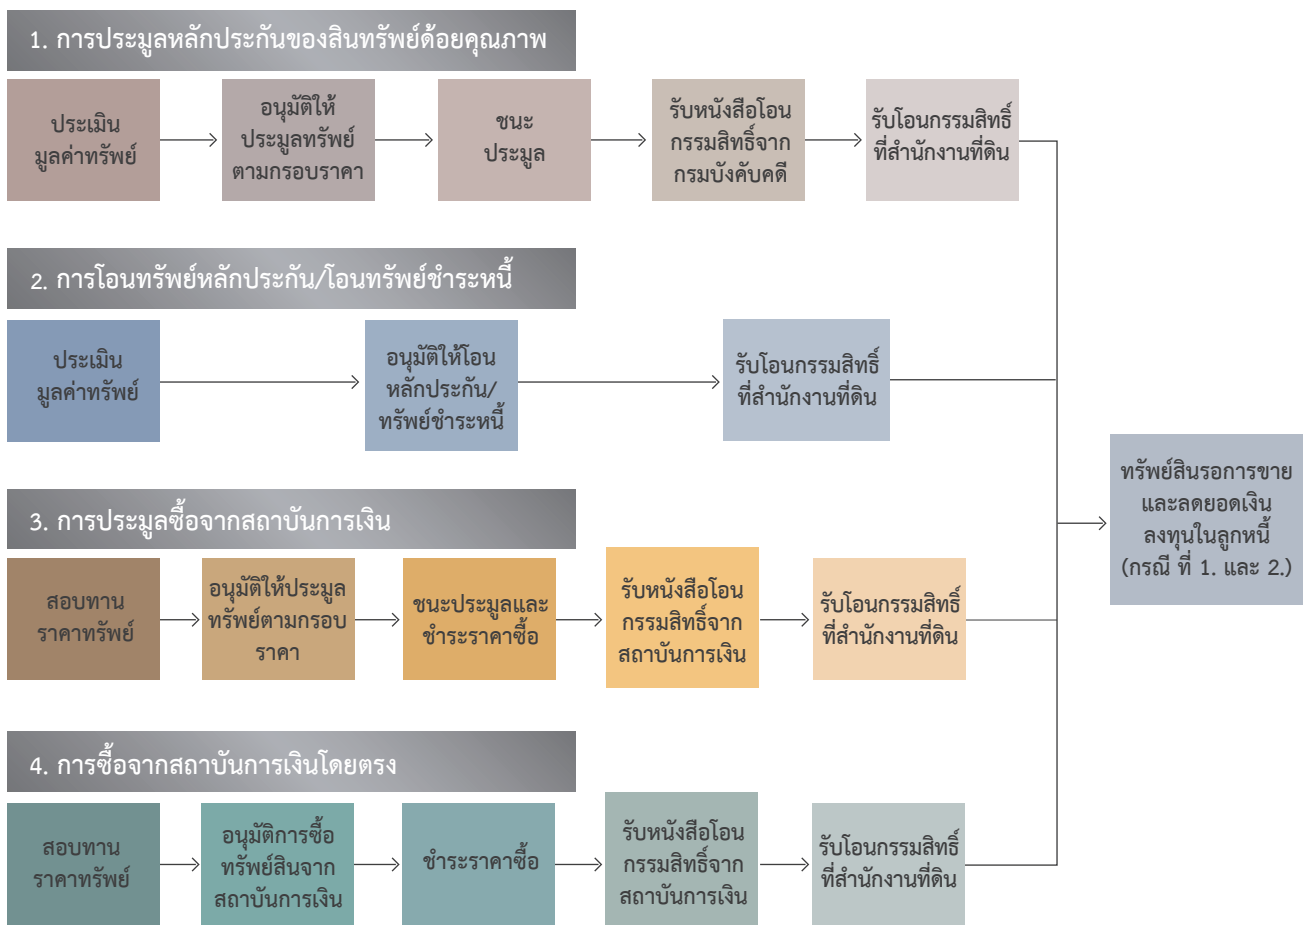 1. การประมูลหลักประกันของสินทรัพย์ด้อยคุณภาพ
ประเมิน
มูลค่าทรัพย์
อนุมัติให้
ประมูลทรัพย์
ตามกรอบราคา
ชนะ
ประมูล
รับหนังสือโอน
กรรมสิทธิ์จาก
กรมบังคับคดี
รับโอนกรรมสิทธิ์
ที่สำนักงานที่ดิน
2. การโอนทรัพย์หลักประกัน/โอนทรัพย์ชำระหนี้
ประเมิน
มูลค่าทรัพย์
อนุมัติให้โอน
หลักประกัน/
ทรัพย์ชำระหนี้
รับโอนกรรมสิทธิ์
ที่สำนักงานที่ดิน
3. การประมูลซื้อจากสถาบันการเงิน
สอบทาน
ราคาทรัพย์
อนุมัติให้ประมูล
ทรัพย์ตามกรอบ
ราคา
ชนะประมูลและ
ชำระราคาซื้อ
รับหนังสือโอน
กรรมสิทธิ์จาก
สถาบันการเงิน
รับโอนกรรมสิทธิ์
ที่สำนักงานที่ดิน
4. การซื้อจากสถาบันการเงินโดยตรง
สอบทาน
ราคาทรัพย์
อนุมัติการซื้อ
ทรัพย์สินจาก
สถาบันการเงิน
ชำระราคาซื้อ
รับหนังสือโอน
กรรมสิทธิ์จาก
สถาบันการเงิน
รับโอนกรรมสิทธิ์
ที่สำนักงานที่ดิน
ทรัพย์สินรอการขาย
และลดยอดเงิน
ลงทุนในลูกหนี้
(กรณี ที่ 1. และ 2.)